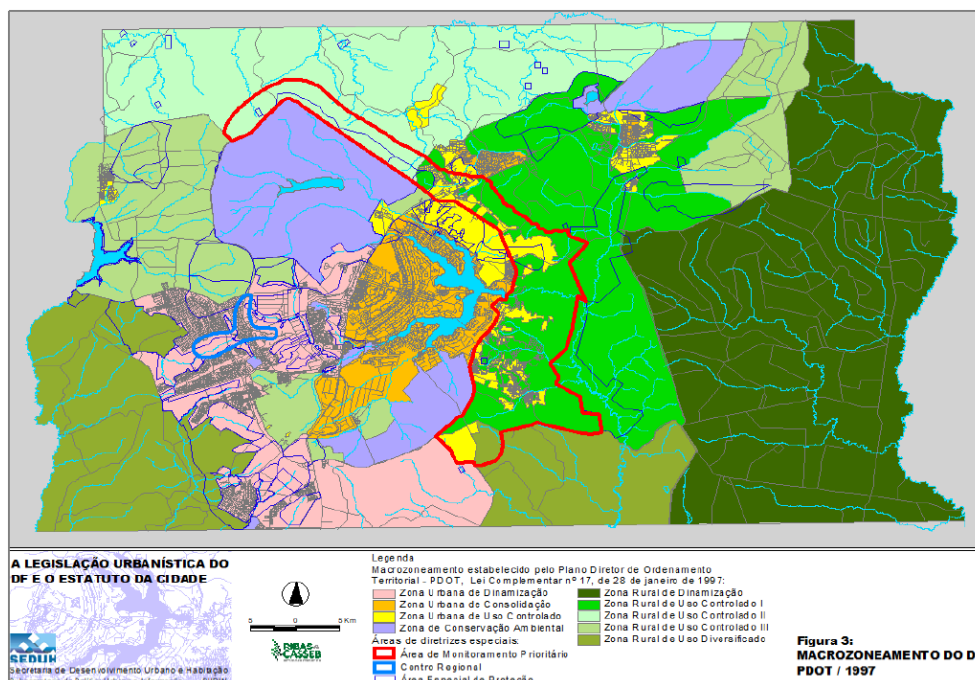 A LEGISLAÇÃO URBANÍSTICA DO
DF E O ESTATUTO DA CIDADE
SEDUH
Secretaria de Desenvolvimento Urbano e Habitação
5 0 5 Km
RIBAS
CASSEB
Legenda
Macrozoneamento estabelecido pelo Plano Diretor de Ordenamento
Territorial - PDOT, Lei Complementar nº 17, de 28 de janeiro de 1997:
Zona Urbana de Dinamização
Zona Urbana de Consolidação
Zona Urbana de Uso Controlado
Zona de Conservação Ambiental
Áreas de diretrizes especiais:
Área de Monitoramento Prioritário
Centro Regional
Área Especial de Proteção
Zona Rural de Dinamização
Zona Rural de Uso Controlado I
Zona Rural de Uso Controlado II
Zona Rural de Uso Controlado III
Zona Rural de Uso Diversificado
Figura 3:
MACROZONEAMENTO DO D
PDOT / 1997